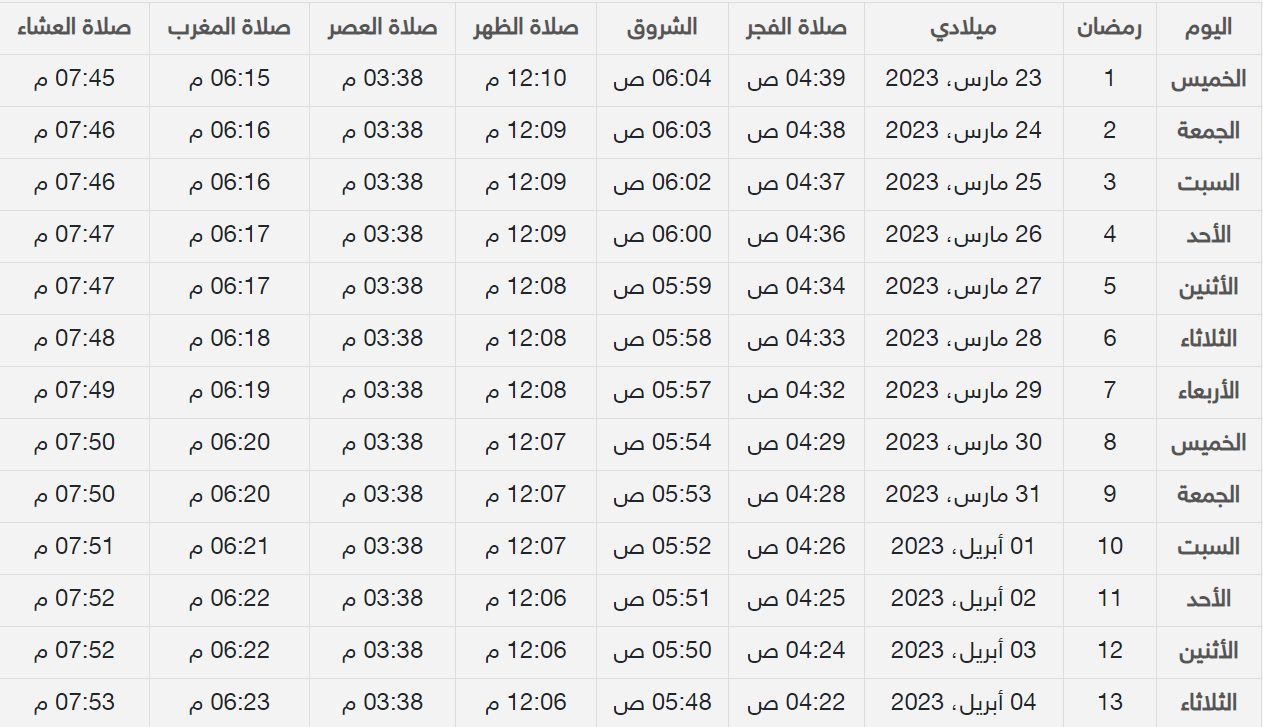 اليوم رمضان ميلادي صلاة الفجر الشروق صلاة الظهر صلاة العصر صلاة المغرب صلاة العشاء
الخميس 1 23 مارس، 2023 04:39 ص 06:04 ص 12:10 م 03:38 م 06:15 م 07:45 م
الجمعة 2 24 مارس، 2023 04:38 ص 06:03 ص 12:09 م 03:38 م 06:16 م 07:46 م
السبت 3 25 مارس، 2023 04:37 ص 06:02 ص 12:09 م 03:38 م 06:16 م 07:46 م
الأحد 4 26 مارس، 2023 04:36 ص 06:00 ص 12:09 م 03:38 م 06:17 م 07:47 م
الأثنين 5 27 مارس، 2023 04:34 ص 05:59 ص 12:08 م 03:38 م 06:17 م 07:47 م
الثلاثاء 6 28 مارس، 2023 04:33 ص 05:58 ص 12:08 م 03:38 م 06:18 م 07:48 م
الأربعاء 7 29 مارس، 2023 04:32 ص 05:57 ص 12:08 م 03:38 م 06:19 م 07:49 م
الخميس 8 30 مارس، 2023 04:29 ص 05:54 ص 12:07 م 03:38 م 06:20 م 07:50 م
الجمعة 9 31 مارس، 2023 04:28 ص 05:53 ص 12:07 م 03:38 م 06:20 م 07:50 م
السبت 10 01 أبريل، 2023 04:26 ص 05:52 ص 12:07 م 03:38 م 06:21 م 07:51 م
الأحد 11 02 أبريل، 2023 04:25 ص 05:51 ص 12:06 م 03:38 م 06:22 م 07:52 م
الأثنين 12 03 أبريل، 2023 04:24 ص 05:50 ص 12:06 م 03:38 م 06:22 م 07:52 م
الثلاثاء 13 04 أبريل، 2023 04:22 ص 05:48 ص 12:06 م 03:38 م 06:23 م 07:53 م